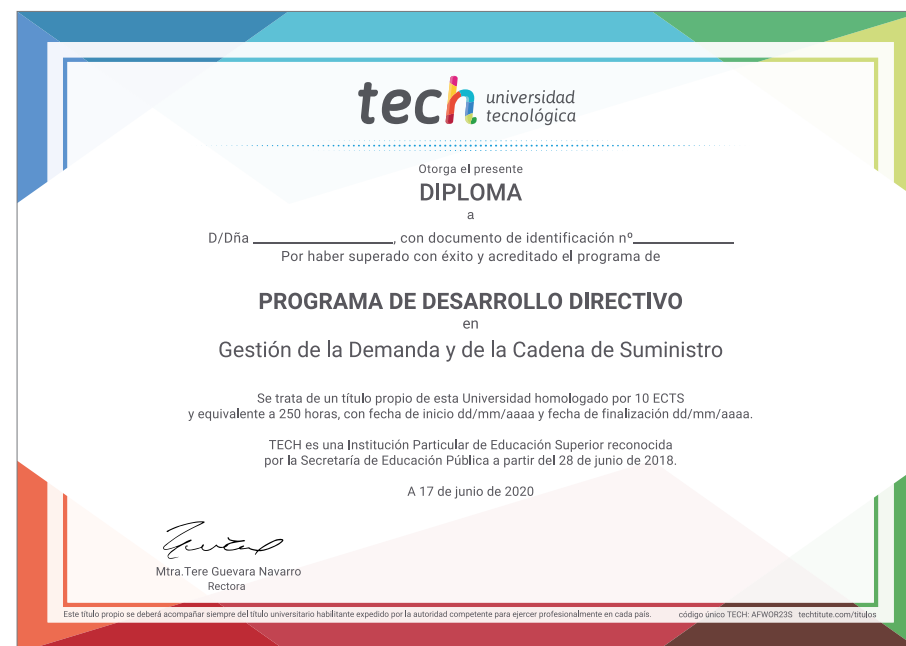 tech universidad
tecnológica
Otorga el presente
DIPLOMA
a
D/Dña ____________________, con documento de identificación nº______________
Por haber superado con éxito y acreditado el programa de
PROGRAMA DE DESARROLLO DIRECTIVO
en
Gestión de la Demanda y de la Cadena de Suministro
Se trata de un título propio de esta Universidad homologado por 10 ECTS
y equivalente a 250 horas, con fecha de inicio dd/mm/aaaa y fecha de finalización dd/mm/aaaa.
TECH es una Institución Particular de Educación Superior reconocida
por la Secretaría de Educación Pública a partir del 28 de junio de 2018.
A 17 de junio de 2020
Mtra.Tere Guevara Navarro
Rectora
Este título propio se deberá acompañar siempre del título universitario habilitante expedido por la autoridad competente para ejercer profesionalmente en cada país. código único TECH: AFWOR23S techtitute.com/titulos